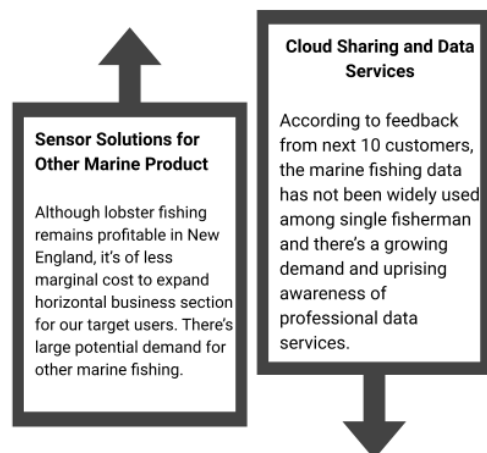 Sensor Solutions for
Other Marine Product
Although lobster fishing
remains profitable in New
England, it's of less
marginal cost to expand
horizontal business section
for our target users. There's
large potential demand for
other marine fishing.
Cloud Sharing and Data
Services
According to feedback
from next 10 customers,
the marine fishing data
has not been widely used
among single fisherman
and there's a growing
demand and uprising
awareness of
professional data
services.